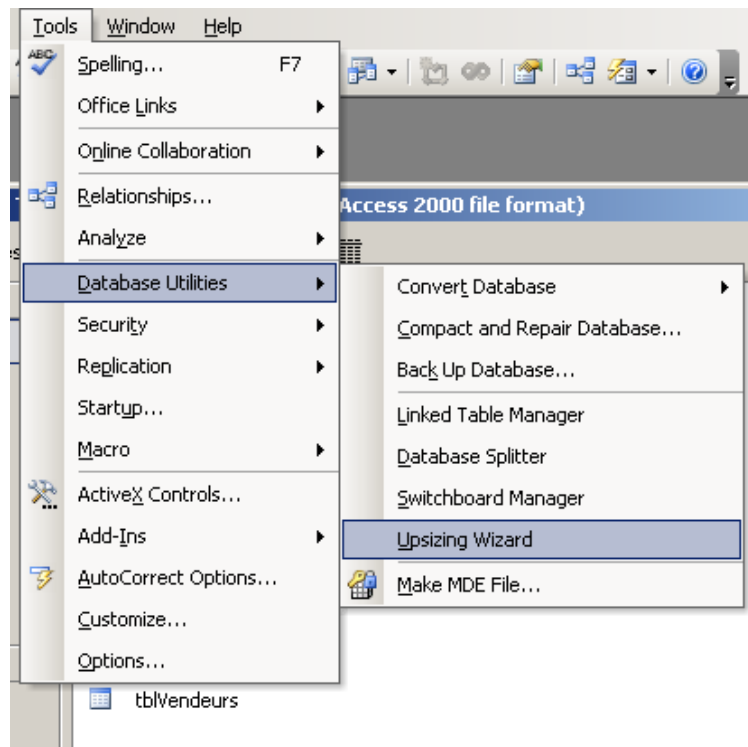 Tools Window Help
ABC Spelling... F7
Office Links
Online Collaboration
Relationships...
Access 2000 file format)
Analyze
Database Utilities
Convert Database
Security
Compact and Repair Database...
Replication
Back Up Database...
Startup...
Linked Table Manager
Macro
Database Splitter
ActiveX Controls...
Switchboard Manager
Add-Ins
Upsizing Wizard
AutoCorrect Options...
Make MDE File...
Customize...
Options...
tblVendeurs